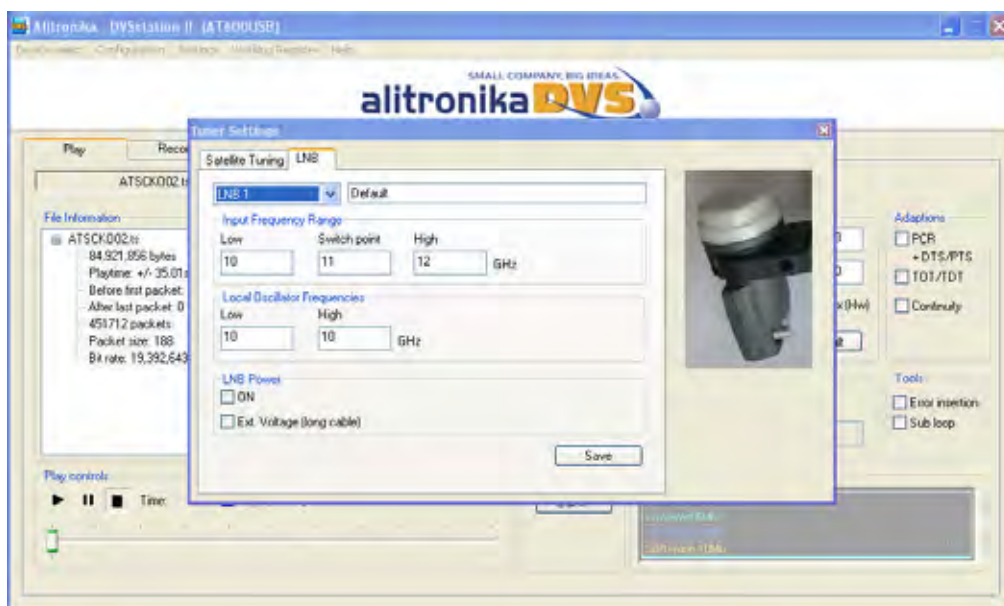 Alitronika DVStation II (AT800USB)
Configuration Help
SMALL COMPANY, BIG IDEAS
alitronika DVS
Tuner Settings
Play
Satellite Tuning LNB
LNB 1 Default
Input Frequency Range
Low Switch point High
10 11 12 GHz
Local Oscillator Frequencies
Low High
10 10 GHz
LNB Power
ON
Ext. Voltage (long cable)
Save
File Information
ATSCK002.ts
84,921,856 bytes
Playtime: +/- 35.01s
Before first packet:
After last packet: 0
451712 packets
Packet size: 188
Bit rate: 19,392,643
Adaptions
PCR
+DTS/PTS
TOT/TDT
Continuity
Tools
Error insertion
Sub loop
Play controls
Time: